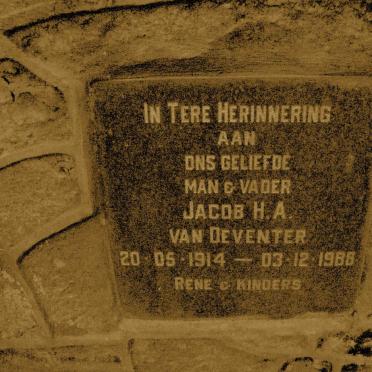 IN TERE HERINNERING
AAN
ONS GELIEFDE
MAN & VADER
JACOB H.A.
VAN DEVENTER
20·05·1914 — 03·12·1988
RENE & KINDERS